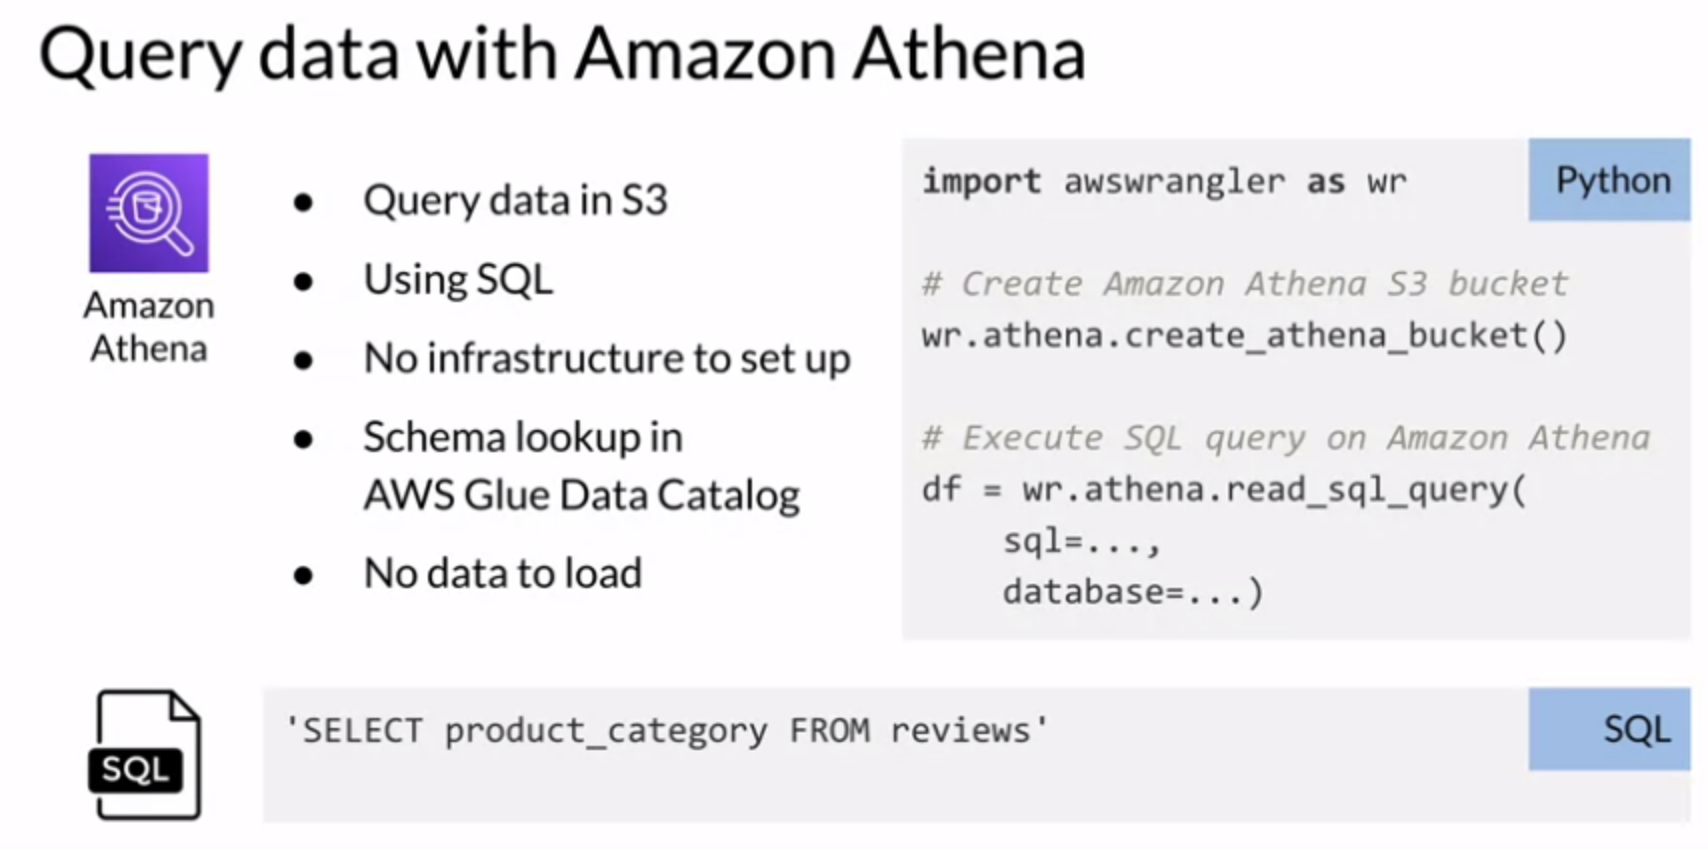 Query data with Amazon Athena
Amazon
Athena
● Query data in S3
● Using SQL
● No infrastructure to set up
● Schema lookup in
AWS Glue Data Catalog
● No data to load
Python
import awswrangler as wr
# Create Amazon Athena S3 bucket
wr.athena.create_athena_bucket()
# Execute SQL query on Amazon Athena
df = wr.athena.read_sql_query(
    sql=...,
    database=...)
SQL
'SELECT product_category FROM reviews'
SQL